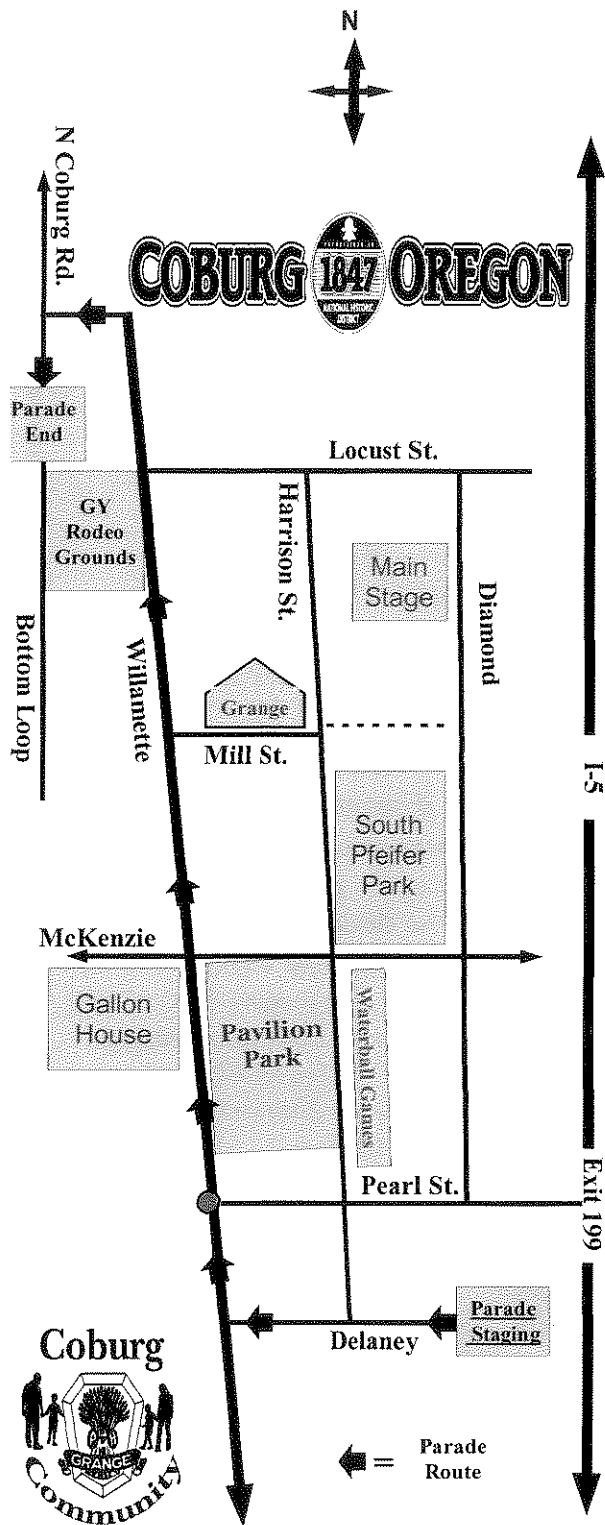 N
N Coburg Rd.
COBURG 1847 OREGON
NATIONAL HISTORIC
DISTRICT
Parade
End
Locust St.
GY
Rodeo
Grounds
Harrison St.
Main
Stage
Diamond
Bottom Loop
Willamette
Grange
Mill St.
I-5
South
Pfeifer
Park
McKenzie
Gallon
House
Pavilion
Park
Waterball Games
Pearl St.
Exit 199
Parade
Staging
Delaney
Coburg
GRANGE
Community
= Parade
Route